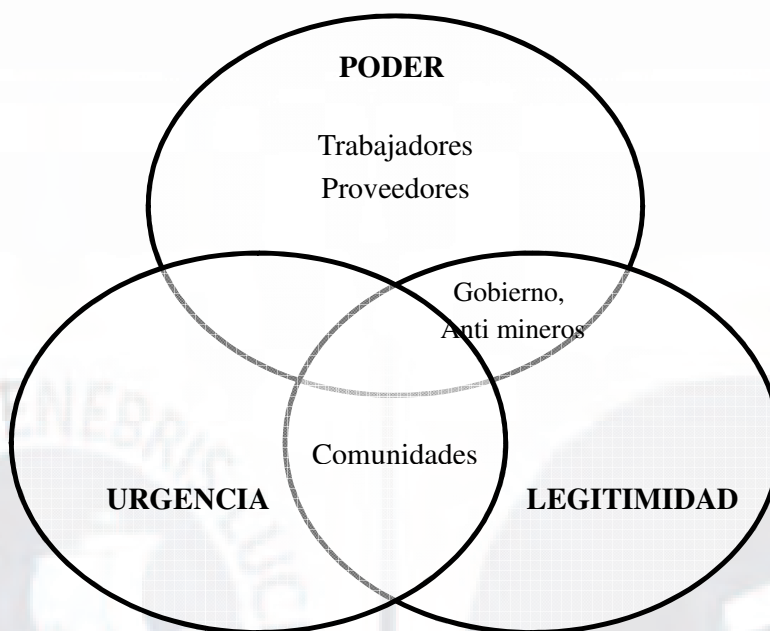 PODER
Trabajadores
Proveedores
Gobierno,
Anti mineros
Comunidades
URGENCIA
LEGITIMIDAD